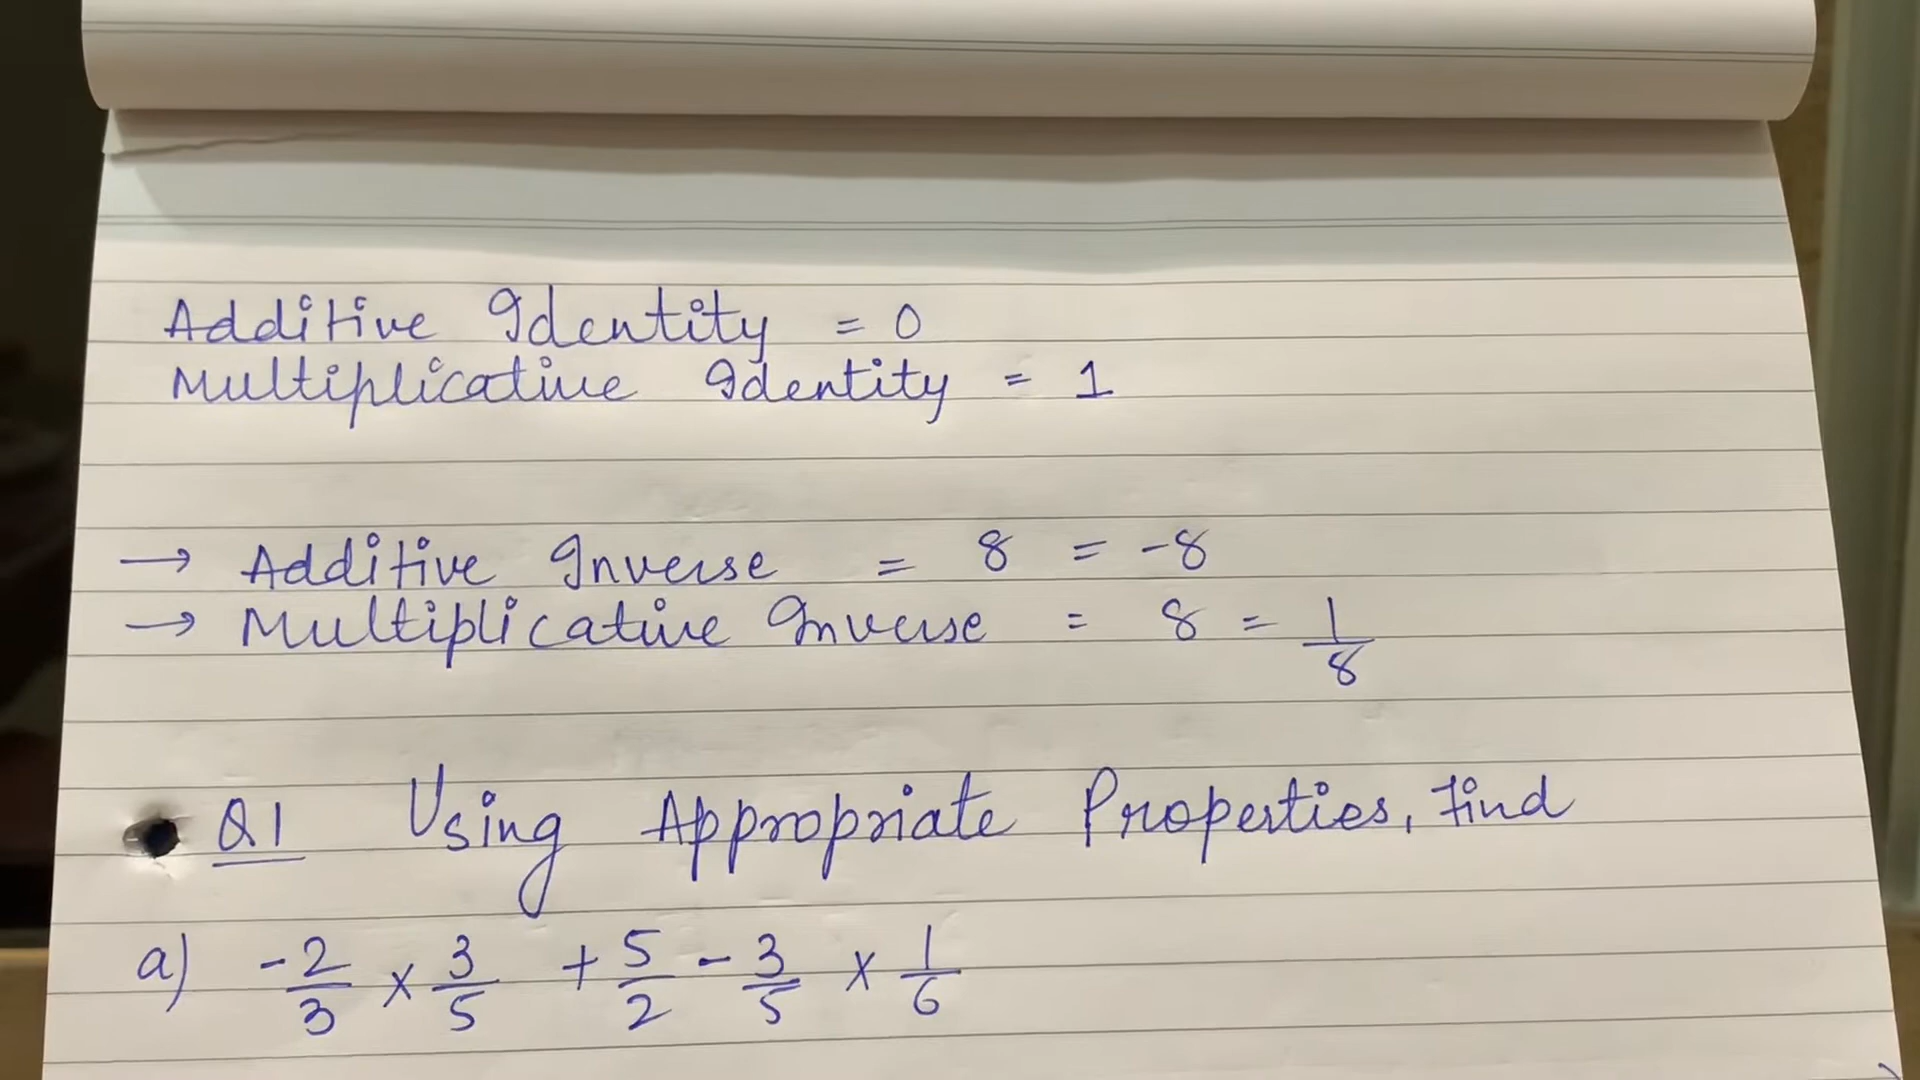 Additive Identity = 0
Multiplicative Identity = 1
→ Additive Inverse = 8 = -8
→ Multiplicative Inverse = 8 = 1/8
Q1 Using Appropriate Properties, find
a) -2/3 × 3/5 + 5/2 - 3/5 × 1/6